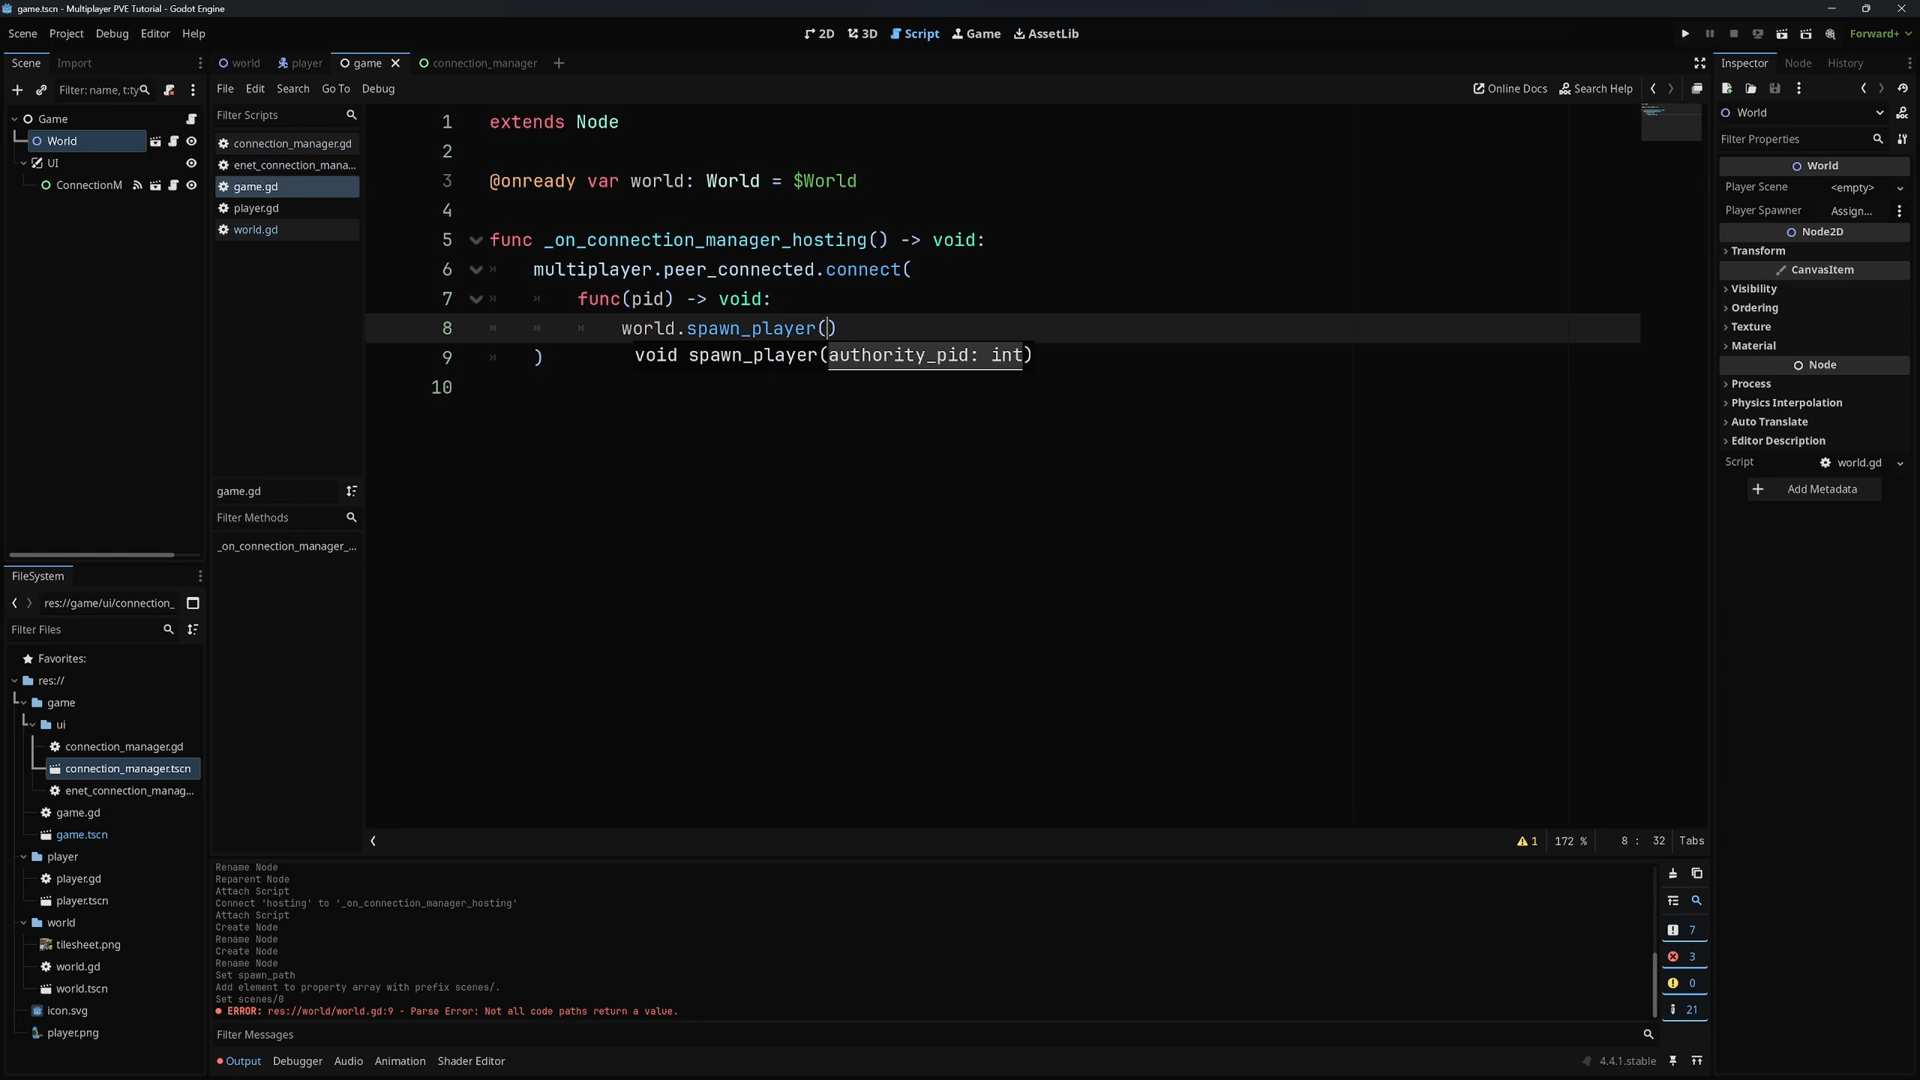 game.tscn - Multiplayer PVE Tutorial - Godot Engine
Scene Project Debug Editor Help
2D 3D Script Game AssetLib
Forward+
Scene Import
world player game connection_manager
Inspector Node History
Filter: name, t:ty
File Edit Search Go To Debug
Online Docs Search Help
Game
World
UI
ConnectionM
Filter Scripts
connection_manager.gd
enet_connection_mana...
game.gd
player.gd
world.gd
game.gd
Filter Methods
_on_connection_manager_...
1 extends Node
2
3 @onready var world: World = $World
4
5 func _on_connection_manager_hosting() -> void:
6 multiplayer.peer_connected.connect(
7 func(pid) -> void:
8 world.spawn_player()
9 )
void spawn_player(authority_pid: int)
10
1 172 % 8 : 32 Tabs
World
Filter Properties
World
Player Scene <empty>
Player Spawner Assign...
Node2D
Transform
CanvasItem
Visibility
Ordering
Texture
Material
Node
Process
Physics Interpolation
Auto Translate
Editor Description
Script world.gd
Add Metadata
FileSystem
res://game/ui/connection_
Filter Files
Favorites:
res://
game
ui
connection_manager.gd
connection_manager.tscn
enet_connection_manag...
game.gd
game.tscn
player
player.gd
player.tscn
world
tilesheet.png
world.gd
world.tscn
icon.svg
player.png
Rename Node
Reparent Node
Attach Script
Connect 'hosting' to '_on_connection_manager_hosting'
Attach Script
Create Node
Rename Node
Create Node
Rename Node
Set spawn_path
Add element to property array with prefix scenes/.
Set scenes/0
ERROR: res://world/world.gd:9 - Parse Error: Not all code paths return a value.
7
3
0
21
Filter Messages
Output Debugger Audio Animation Shader Editor
4.4.1.stable